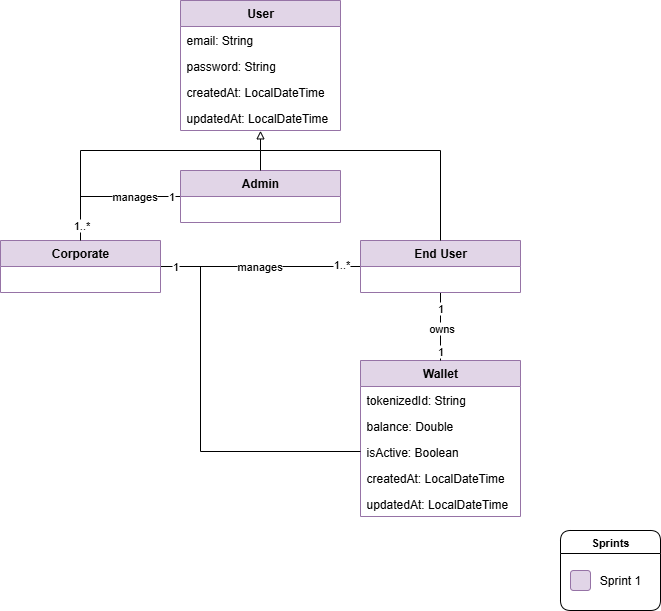 User
email: String
password: String
createdAt: LocalDateTime
updatedAt: LocalDateTime
Admin
manages
1
1..*
Corporate
1
manages
1..*
End User
1
owns
1
Wallet
tokenizedId: String
balance: Double
isActive: Boolean
createdAt: LocalDateTime
updatedAt: LocalDateTime
Sprints
Sprint 1